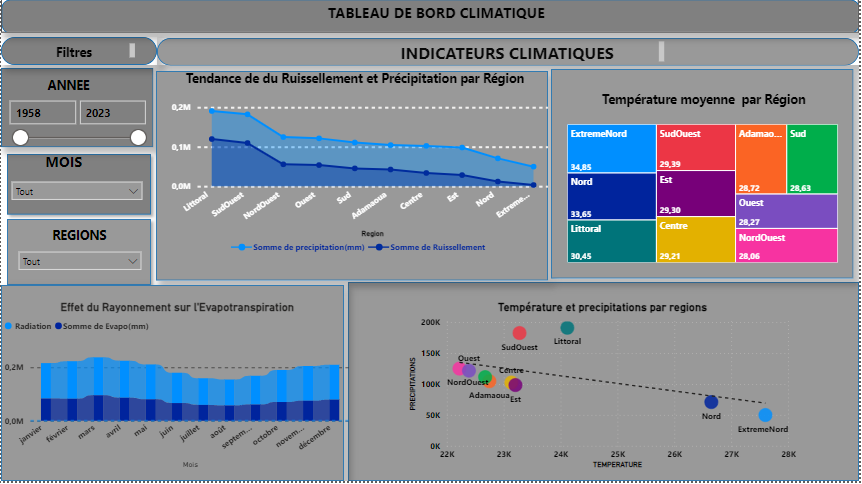 TABLEAU DE BORD CLIMATIQUE
Filtres
INDICATEURS CLIMATIQUES
ANNEE
1958
2023
MOIS
Tout
REGIONS
Tout
Tendance de du Ruissellement et Précipitation par Région
0,2M
0,1M
0,0M
Littoral
SudOuest
NordOuest
Ouest
Sud
Adamaoua
Centre
Est
Nord
Extreme...
Region
Somme de precipitation(mm)
Somme de Ruissellement
Température moyenne par Région
ExtremeNord
34,85
Nord
33,65
Littoral
30,45
SudOuest
29,39
Est
29,30
Centre
29,21
Adamao...
28,72
Sud
28,63
Ouest
28,27
NordOuest
28,06
Effet du Rayonnement sur l'Evapotranspiration
Radiation
Somme de Evapo(mm)
0,2M
0,0M
janvier
février
mars
avril
mai
juin
juillet
août
septem...
octobre
novem...
décembre
Mois
Température et precipitations par regions
PRECIPITATIONS
200K
150K
100K
50K
0K
SudOuest
Littoral
Ouest
NordOuest
Centre
Adamaoua
Est
Nord
ExtremeNord
22K
23K
24K
25K
26K
27K
28K
TEMPERATURE